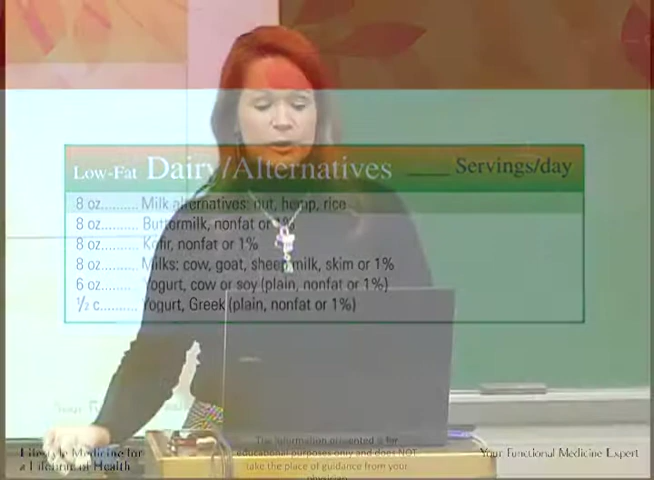 Low-Fat Dairy/Alternatives ____ Servings/day
8 oz.......... Milk alternatives: nut, hemp, rice
8 oz.......... Buttermilk, nonfat or 1%
8 oz.......... Kefir, nonfat or 1%
8 oz.......... Milks: cow, goat, sheep milk, skim or 1%
6 oz.......... Yogurt, cow or soy (plain, nonfat or 1%)
½ c.......... Yogurt, Greek (plain, nonfat or 1%)
Lifestyle Medicine for
a Lifetime of Health
The information presented is for
educational purposes only and does NOT
take the place of guidance from your
physician.
Your Functional Medicine Expert